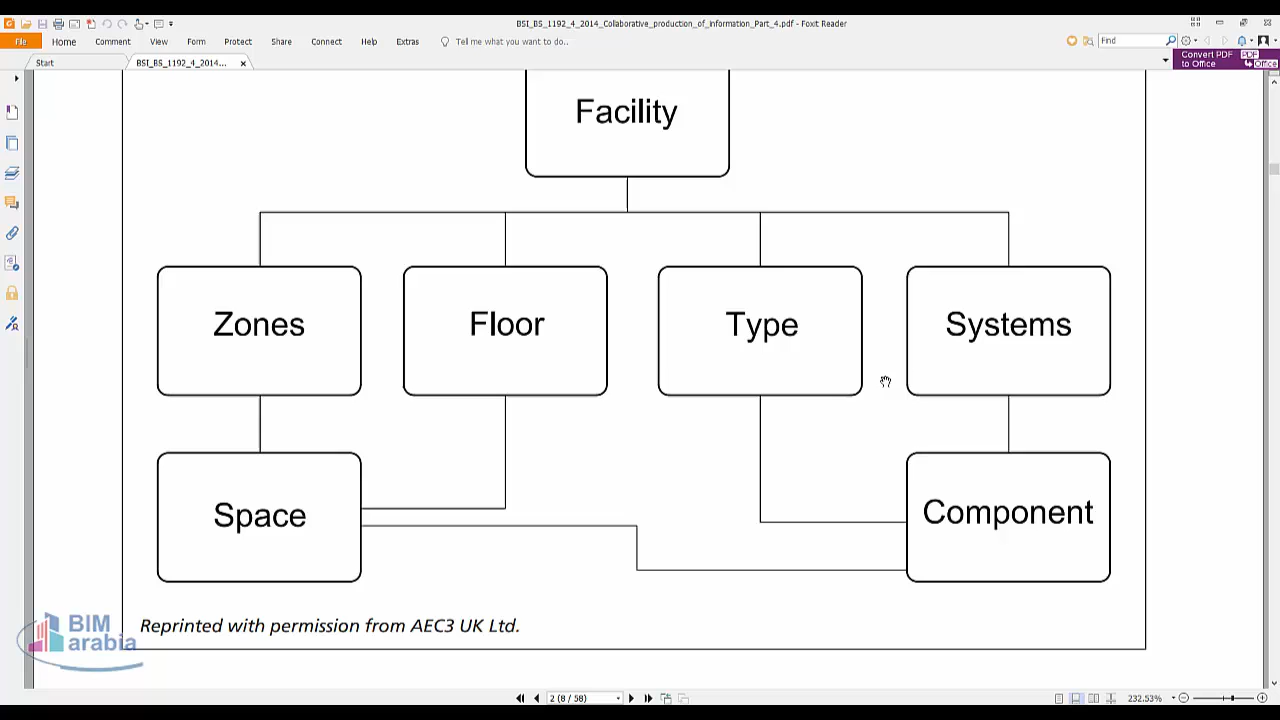 BSI_BS_1192_4_2014_Collaborative_production_of_information_Part_4.pdf - Foxit Reader
File Home Comment View Form Protect Share Connect Help Extras Tell me what you want to do.. Find
Convert PDF to Office
PDF
Office
Start
BSI_BS_1192_4_2014...
Facility
Zones Floor Type Systems
Space Component
Reprinted with permission from AEC3 UK Ltd.
BIM
arabia
2 (8 / 58)
232.53%